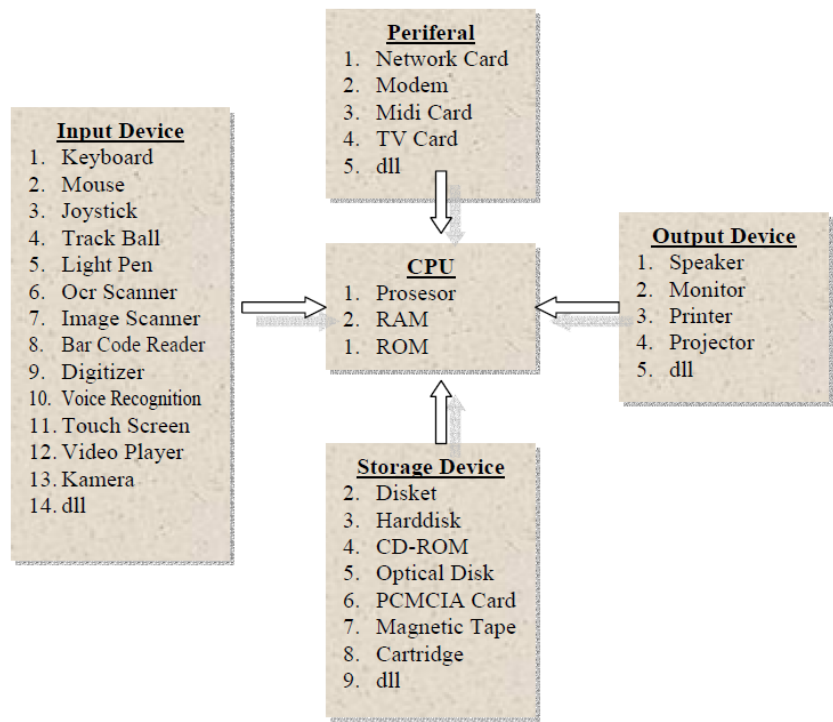 Periferal
1. Network Card
2. Modem
3. Midi Card
4. TV Card
5. dll
Input Device
1. Keyboard
2. Mouse
3. Joystick
4. Track Ball
5. Light Pen
6. Ocr Scanner
7. Image Scanner
8. Bar Code Reader
9. Digitizer
10. Voice Recognition
11. Touch Screen
12. Video Player
13. Kamera
14. dll
CPU
1. Prosesor
2. RAM
1. ROM
Output Device
1. Speaker
2. Monitor
3. Printer
4. Projector
5. dll
Storage Device
2. Disket
3. Harddisk
4. CD-ROM
5. Optical Disk
6. PCMCIA Card
7. Magnetic Tape
8. Cartridge
9. dll